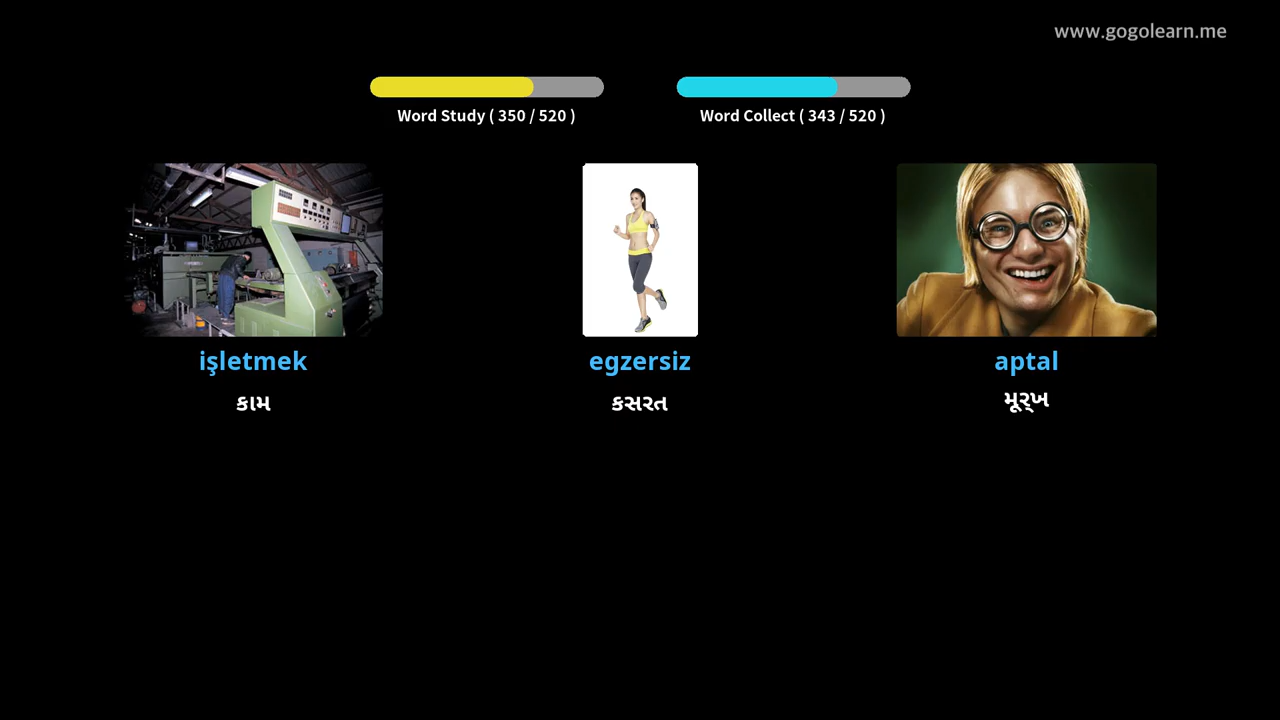 www.gogolearn.me
Word Study ( 350 / 520 )
Word Collect ( 343 / 520 )
işletmek
egzersiz
aptal
કામ
કસરત
મૂર્ખ